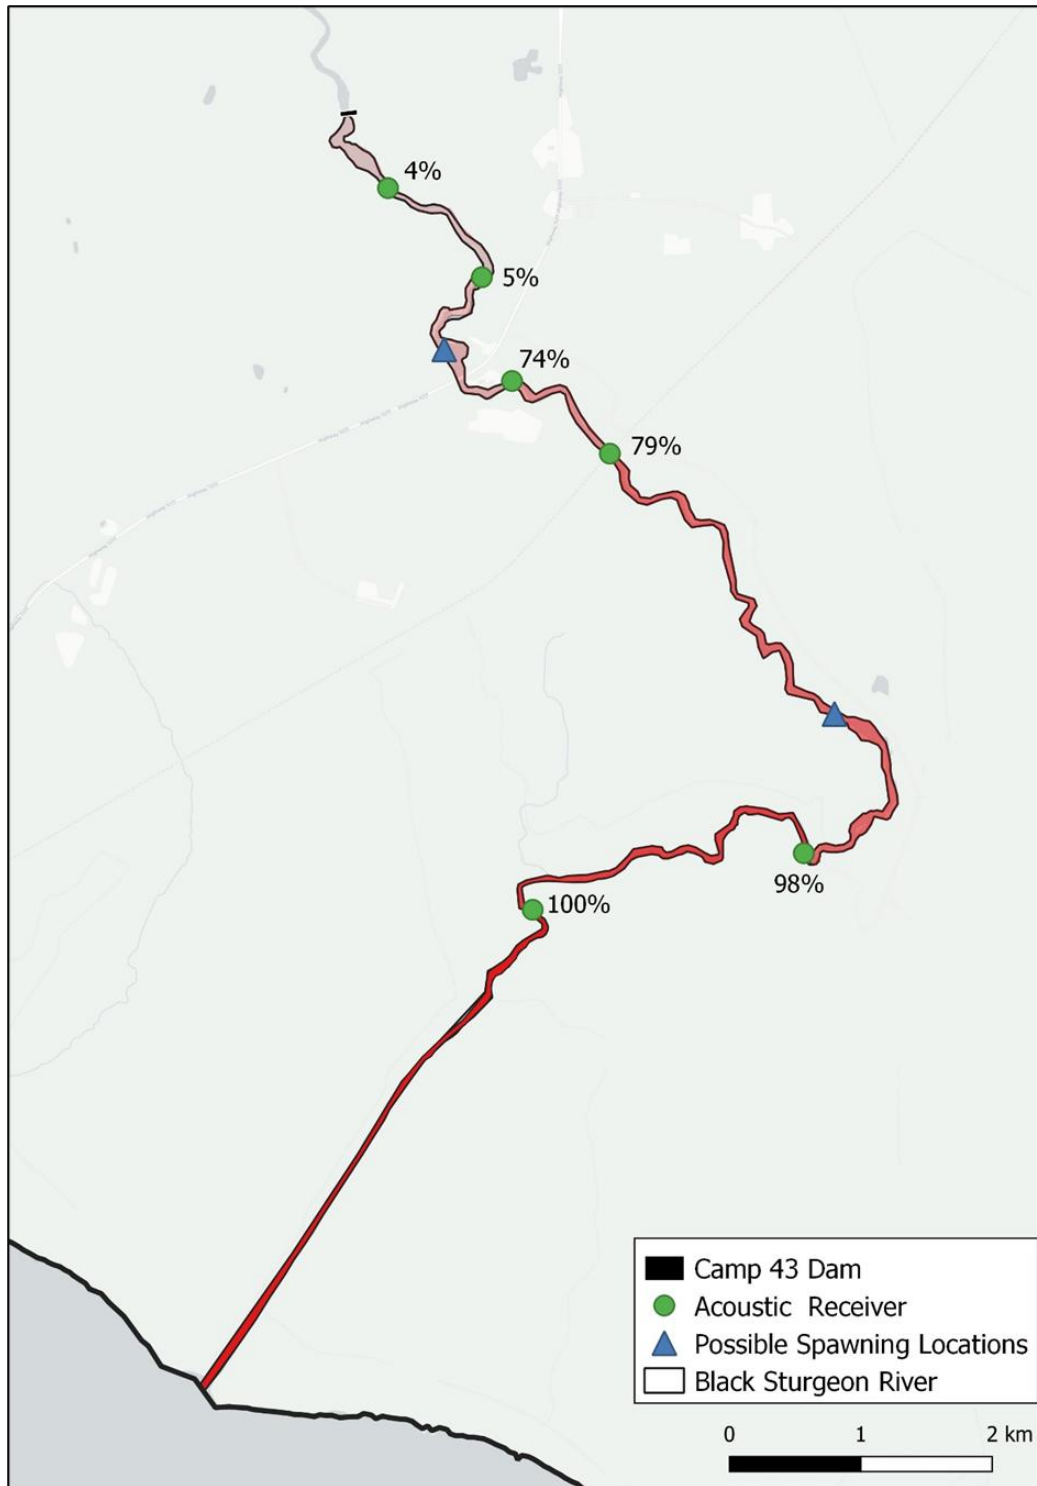 4%
5%
74%
79%
98%
100%
Camp 43 Dam
Acoustic Receiver
Possible Spawning Locations
Black Sturgeon River
0 1 2 km